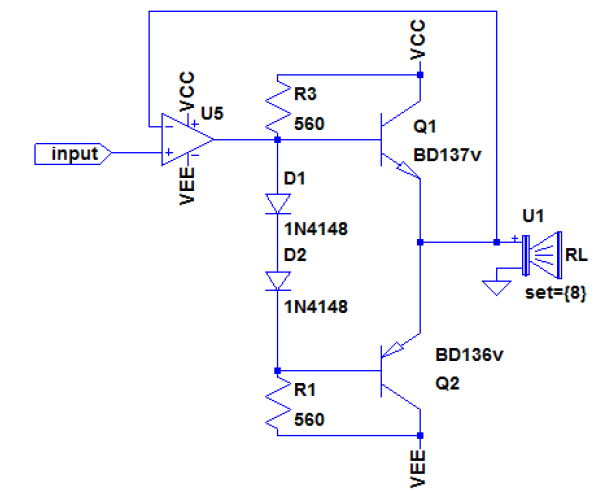 VCC
VCC
U5
R3
560
Q1
BD137v
-
+
+
-
input
VEE
D1
1N4148
D2
1N4148
U1
+
RL
set={8}
BD136v
Q2
R1
560
VEE